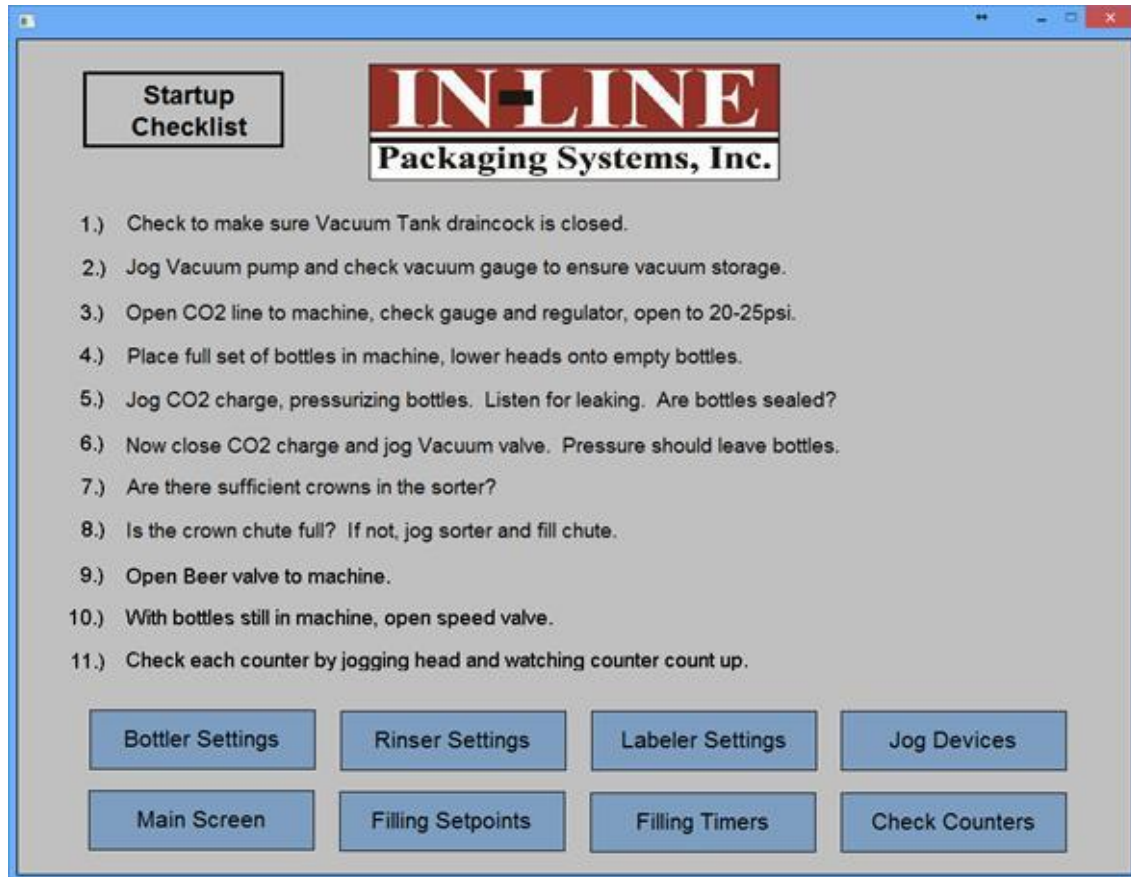 Startup
Checklist
IN-LINE
Packaging Systems, Inc.
1.) Check to make sure Vacuum Tank draincock is closed.
2.) Jog Vacuum pump and check vacuum gauge to ensure vacuum storage.
3.) Open CO2 line to machine, check gauge and regulator, open to 20-25psi.
4.) Place full set of bottles in machine, lower heads onto empty bottles.
5.) Jog CO2 charge, pressurizing bottles.  Listen for leaking.  Are bottles sealed?
6.) Now close CO2 charge and jog Vacuum valve.  Pressure should leave bottles.
7.) Are there sufficient crowns in the sorter?
8.) Is the crown chute full?  If not, jog sorter and fill chute.
9.) Open Beer valve to machine.
10.) With bottles still in machine, open speed valve.
11.) Check each counter by jogging head and watching counter count up.
Bottler Settings Rinser Settings Labeler Settings Jog Devices
Main Screen Filling Setpoints Filling Timers Check Counters